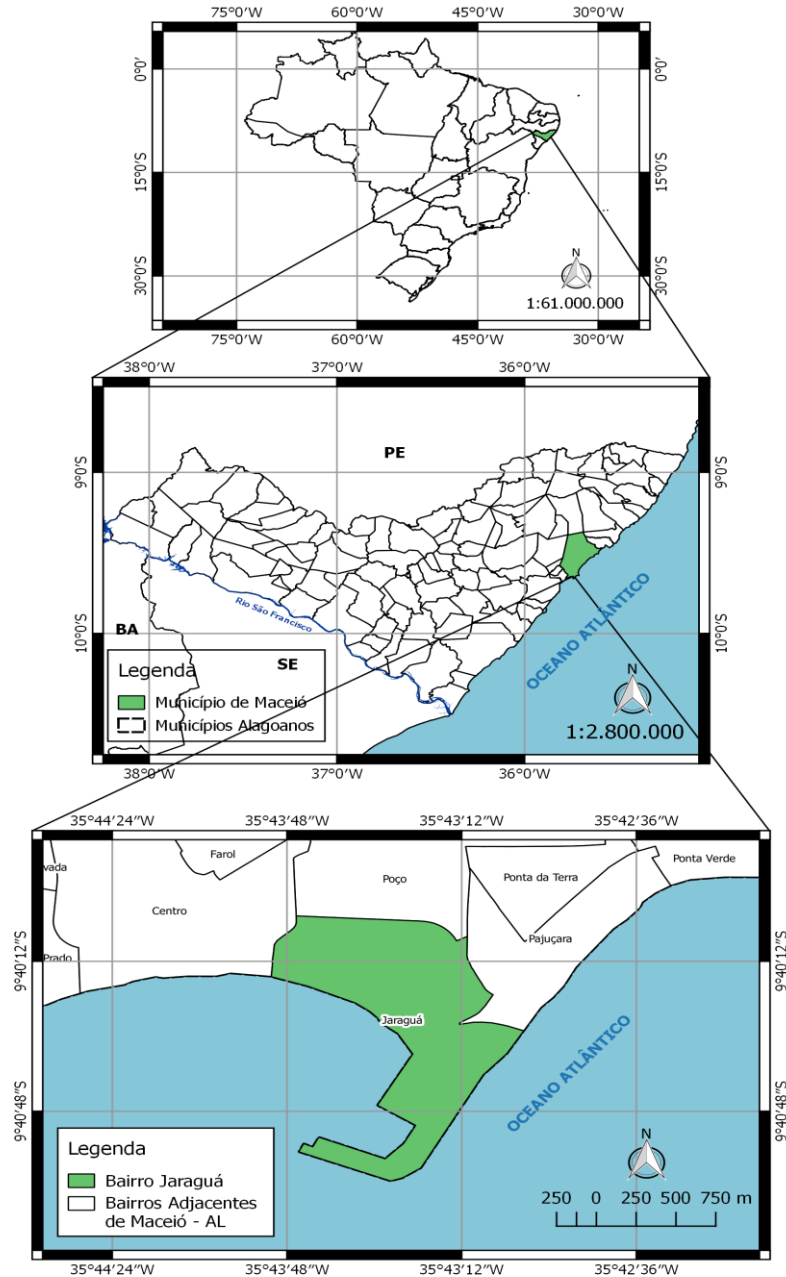 75°0'0"W 60°0'0"W 45°0'0"W 30°0'0"W
0°0' 0°0'
15°0'S 15°0'S
30°0'S 30°0'S
N
1:61.000.000
75°0'W 60°0'W 45°0'W 30°0'W
38°0'W 37°0'W 36°0'W
PE
9°0'S 9°0'S
OCEANO ATLÂNTICO
Rio São Francisco
10°0'S 10°0'S
BA
SE
Legenda
Município de Maceió
Municípios Alagoanos
N
1:2.800.000
38°0'W 37°0'W 36°0'W
35°44'24"W 35°43'48"W 35°43'12"W 35°42'36"W
Farol
Ponta Verde
vada
Poço
Ponta da Terra
Centro
Pajuçara
Prado
9°40'12"S 9°40'12"S
Jaraguá
OCEANO ATLÂNTICO
9°40'48"S 9°40'48"S
Legenda
Bairro Jaraguá
Bairros Adjacentes
de Maceió - AL
N
250 0 250 500 750 m
35°44'24"W 35°43'48"W 35°43'12"W 35°42'36"W